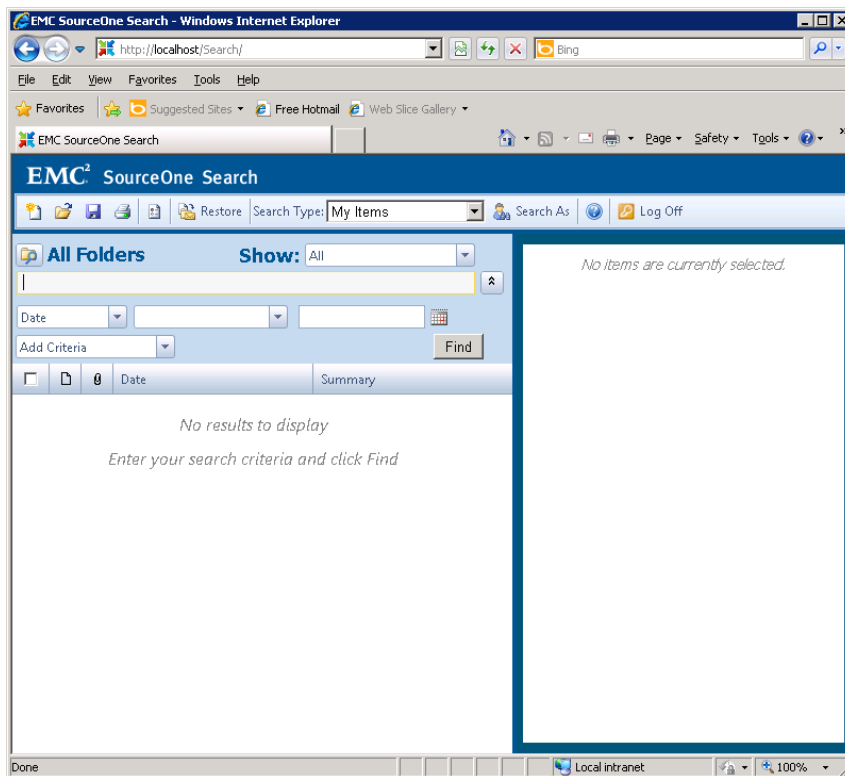 EMC SourceOne Search - Windows Internet Explorer
http://localhost/Search/
Bing
File Edit View Favorites Tools Help
Favorites Suggested Sites Free Hotmail Web Slice Gallery
EMC SourceOne Search Page Safety Tools »
EMC² SourceOne Search
Restore Search Type: My Items Search As Log Off
All Folders Show: All
No items are currently selected.
Date
Add Criteria Find
Date Summary
No results to display
Enter your search criteria and click Find
Done Local intranet 100%